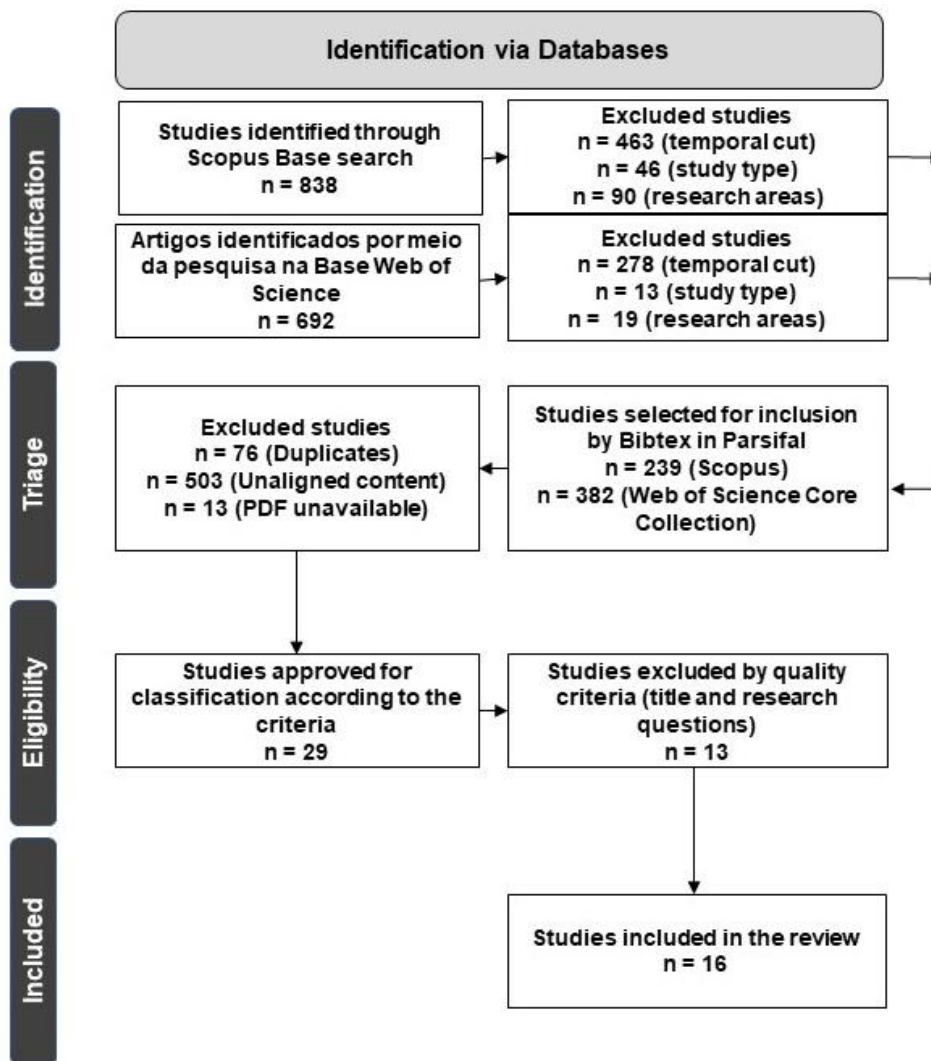 Identification via Databases
Identification
Studies identified through
Scopus Base search
n = 838
Excluded studies
n = 463 (temporal cut)
n = 46 (study type)
n = 90 (research areas)
Artigos identificados por meio
da pesquisa na Base Web of
Science
n = 692
Excluded studies
n = 278 (temporal cut)
n = 13 (study type)
n = 19 (research areas)
Triage
Excluded studies
n = 76 (Duplicates)
n = 503 (Unaligned content)
n = 13 (PDF unavailable)
Studies selected for inclusion
by Bibtex in Parsifal
n = 239 (Scopus)
n = 382 (Web of Science Core
Collection)
Eligibility
Studies approved for
classification according to the
criteria
n = 29
Studies excluded by quality
criteria (title and research
questions)
n = 13
Included
Studies included in the review
n = 16